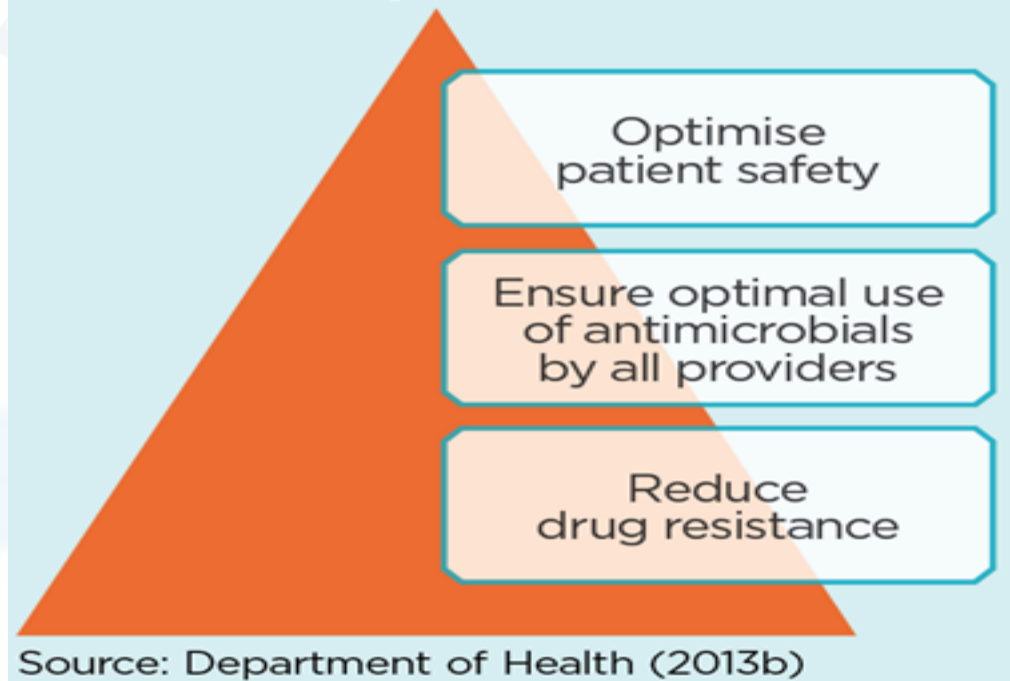 Optimise
patient safety
Ensure optimal use
of antimicrobials
by all providers
Reduce
drug resistance
Source: Department of Health (2013b)